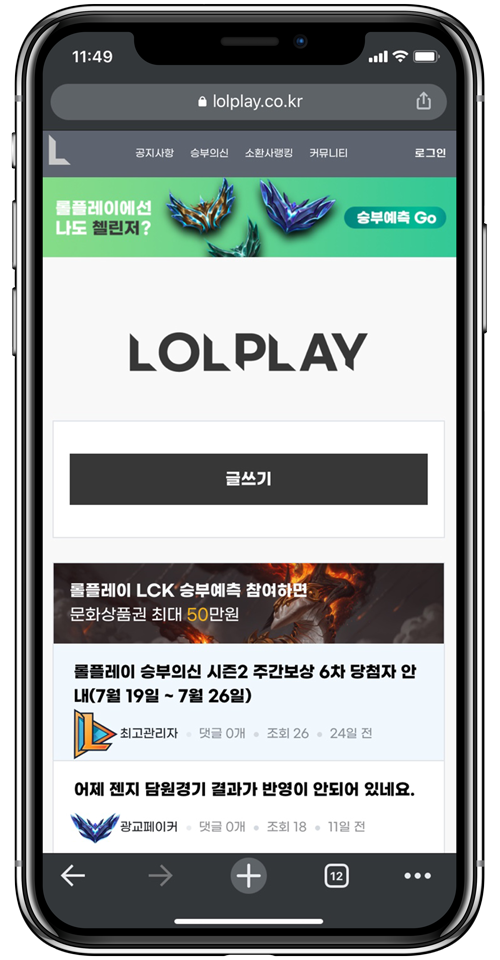 11:49
lolplay.co.kr
L 공지사항 승부의신 소환사랭킹 커뮤니티 로그인
롤플레이에선
나도 챌린저?
승부예측 Go
LOLPLAY
글쓰기
롤플레이 LCK 승부예측 참여하면
문화상품권 최대 50만원
롤플레이 승부의신 시즌2 주간보상 6차 당첨자 안
내(7월 19일 ~ 7월 26일)
최고관리자 댓글 0개 조회 26 24일 전
어제 젠지 담원경기 결과가 반영이 안되어 있네요.
광교페이커 댓글 0개 조회 18 11일 전
12